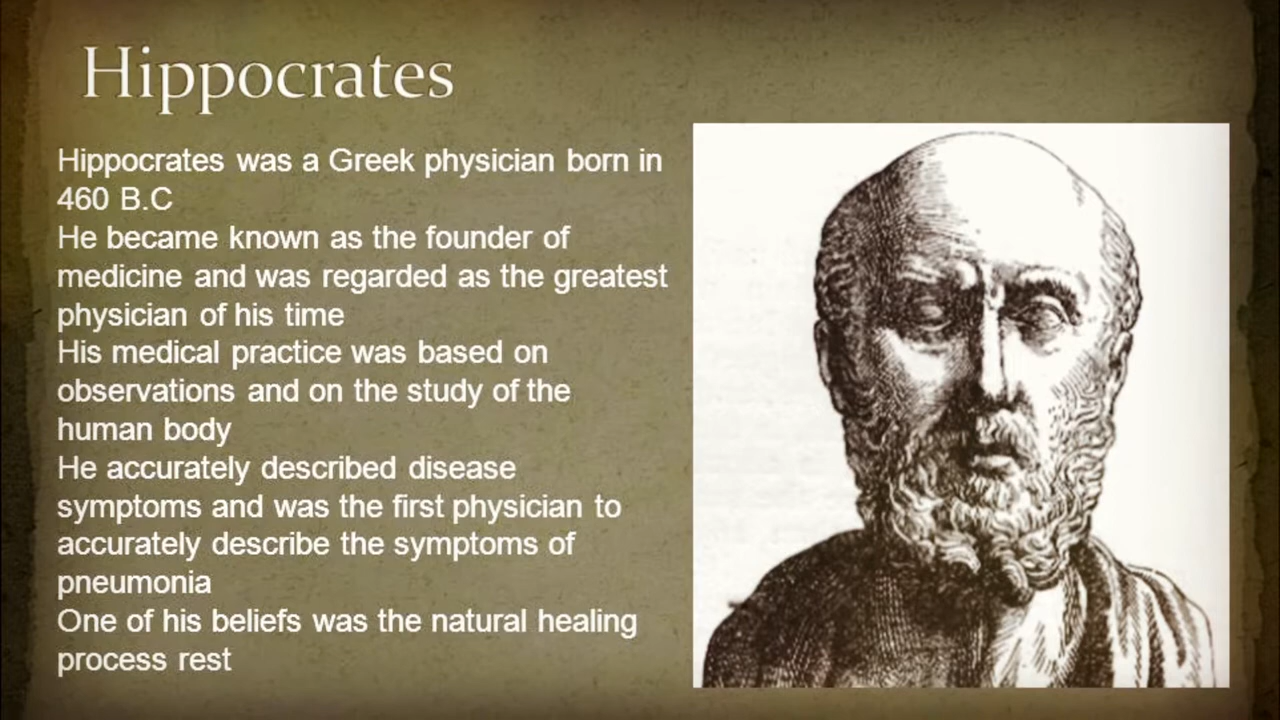 Hippocrates
Hippocrates was a Greek physician born in
460 B.C
He became known as the founder of
medicine and was regarded as the greatest
physician of his time
His medical practice was based on
observations and on the study of the
human body
He accurately described disease
symptoms and was the first physician to
accurately describe the symptoms of
pneumonia
One of his beliefs was the natural healing
process rest